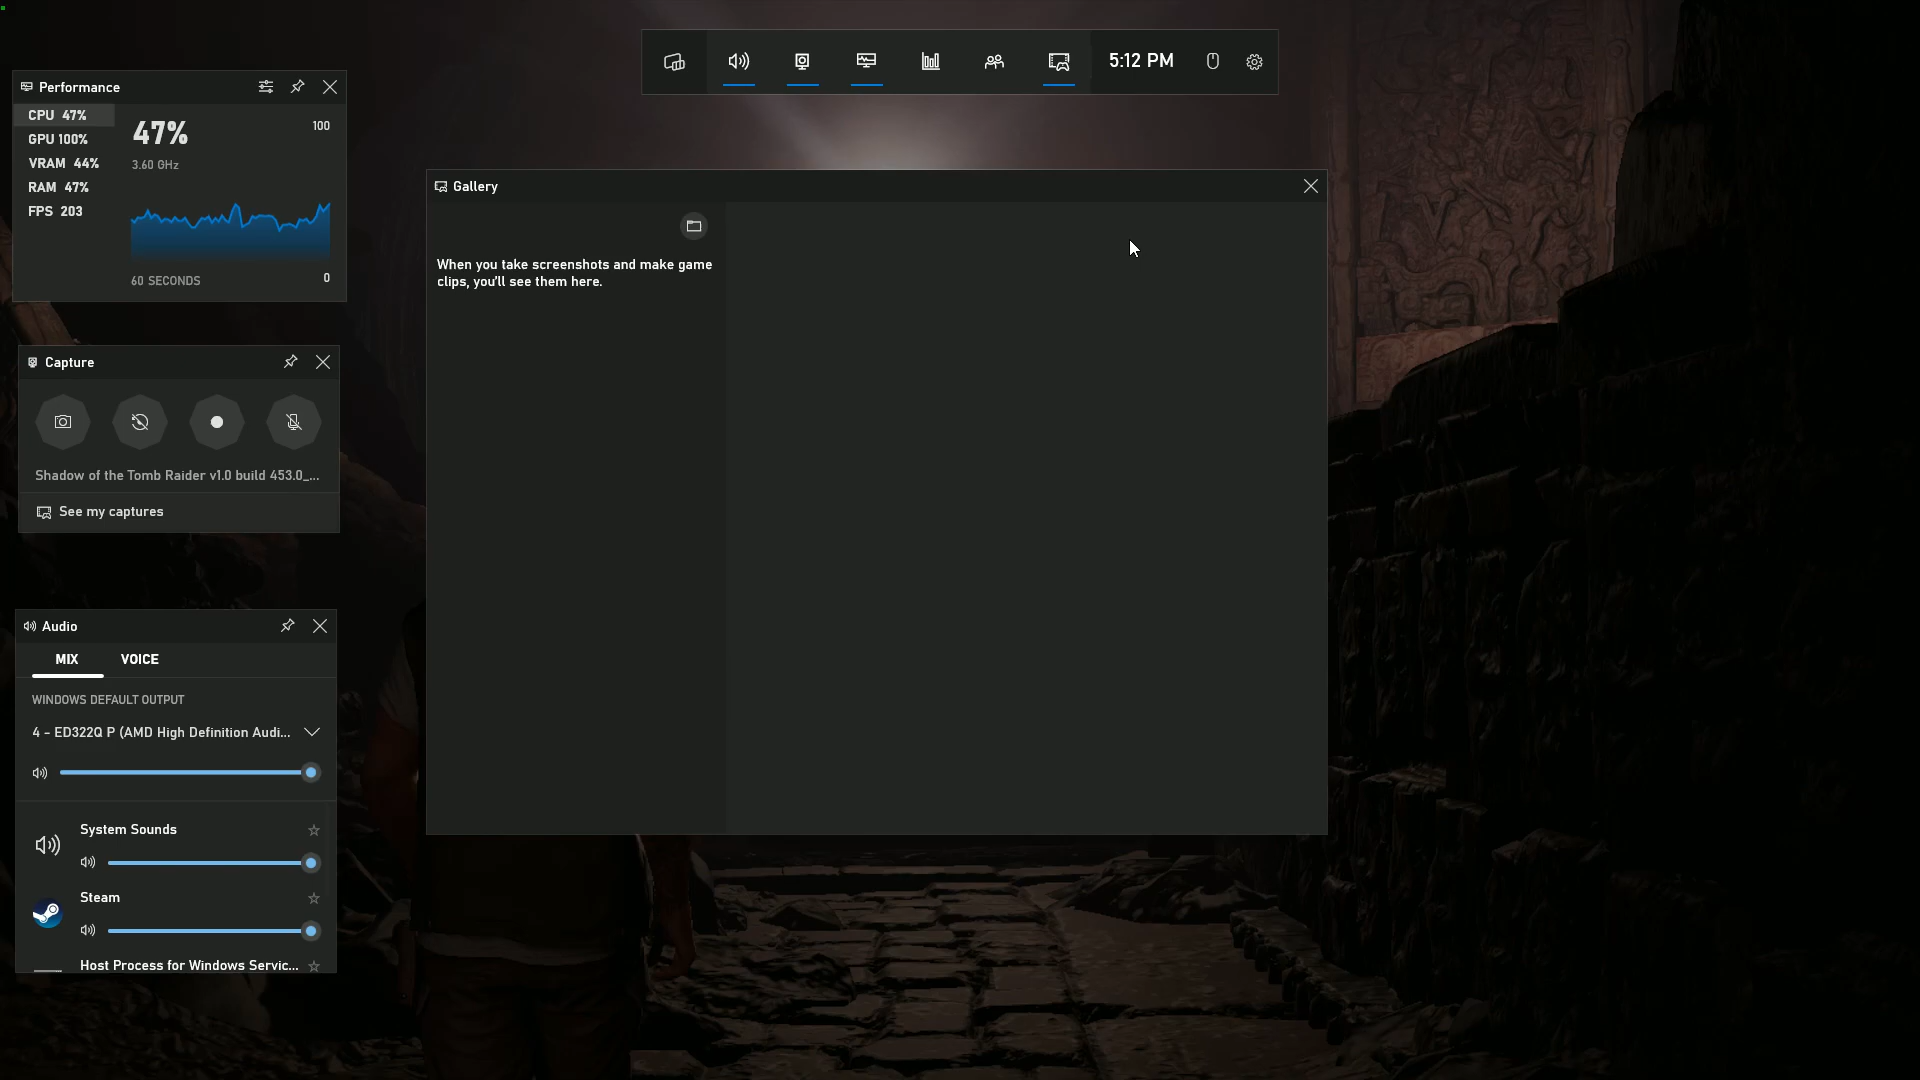 5:12 PM
Performance
CPU 47%
GPU 100%
VRAM 44%
RAM 47%
FPS 203
47%
3.60 GHz
100
60 SECONDS
0
Gallery
When you take screenshots and make game
clips, you'll see them here.
Capture
Shadow of the Tomb Raider v1.0 build 453.0_...
See my captures
Audio
MIX VOICE
WINDOWS DEFAULT OUTPUT
4 - ED322Q P (AMD High Definition Audi...
System Sounds
Steam
Host Process for Windows Servic...